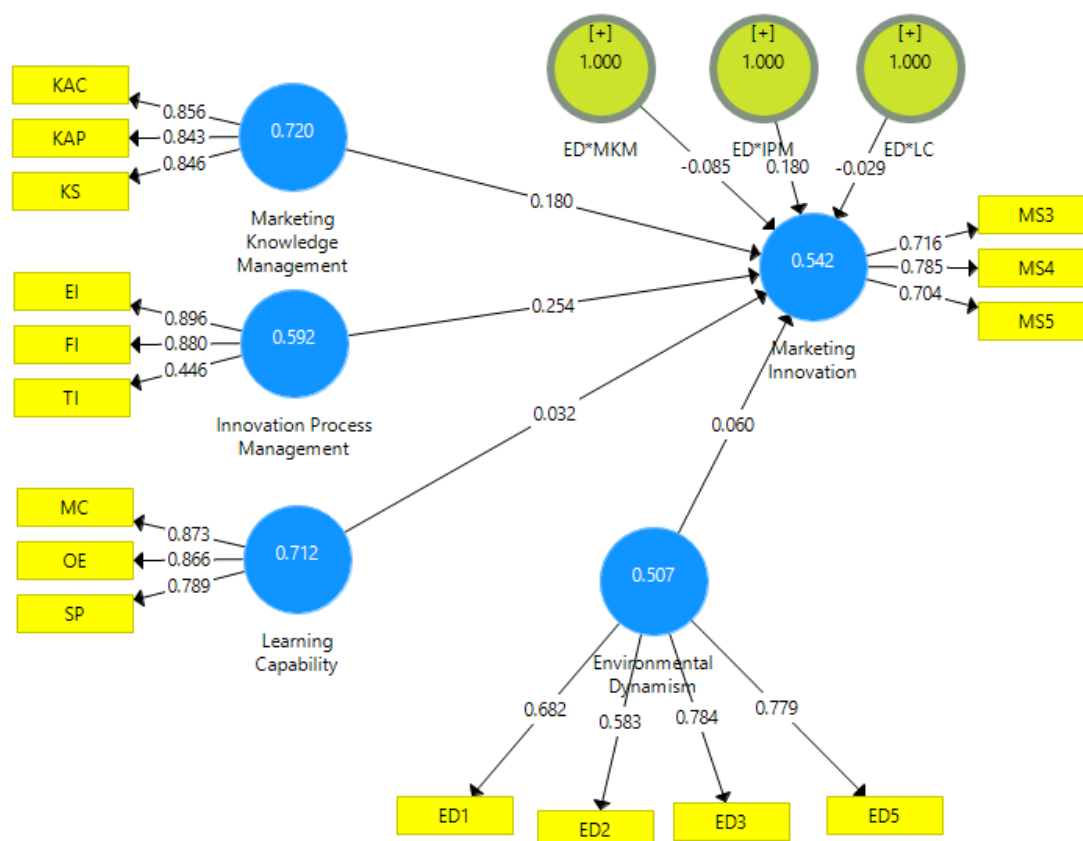 [+]
1.000
[+]
1.000
[+]
1.000
ED*MKM
ED*IPM
ED*LC
-0.085
0.180
-0.029
KAC
KAP
KS
0.856
0.843
0.846
0.720
Marketing
Knowledge
Management
0.180
EI
FI
TI
0.896
0.880
0.446
0.592
Innovation Process
Management
0.254
MC
OE
SP
0.873
0.866
0.789
0.712
Learning
Capability
0.032
0.542
Marketing
Innovation
0.716
0.785
0.704
MS3
MS4
MS5
0.060
0.507
Environmental
Dynamism
0.682
0.583
0.784
0.779
ED1
ED2
ED3
ED5